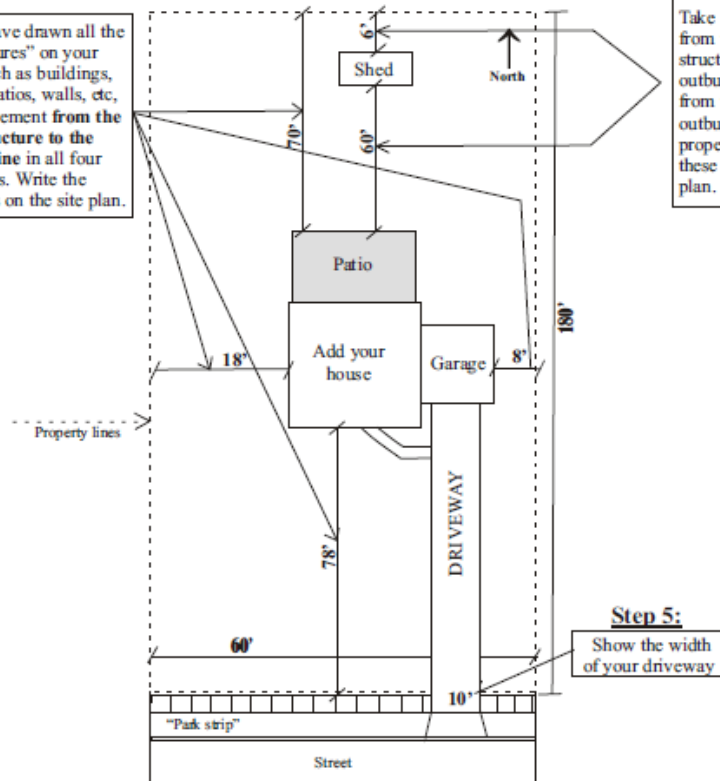 ave drawn all the
ures” on your
ch as buildings,
atios, walls, etc,
ement from the
cture to the
ine in all four
s. Write the
on the site plan.
6’
Shed
North
Take
from
struct
outbu
from
outbu
prope
these
plan.
70’
60’
Patio
180’
18’
Add your
house
Garage
8’
Property lines
78’
DRIVEWAY
60’
Step 5:
Show the width
of your driveway
10’
“Park strip”
Street